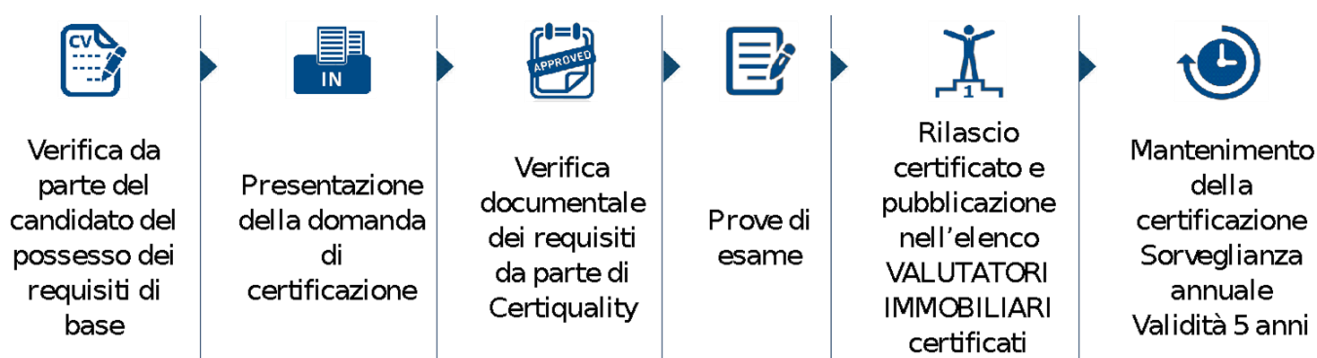 CV
Verifica da
parte del
candidato del
possesso dei
requisiti di
base
IN
Presentazione
della domanda
di
certificazione
APPROVED
Verifica
documentale
dei requisiti
da parte di
Certiquality
Prove di
esame
1
Rilascio
certificato e
pubblicazione
nell’elenco
VALUTATORI
IMMOBILIARI
certificati
Mantenimento
della
certificazione
Sorveglianza
annuale
Validità 5 anni